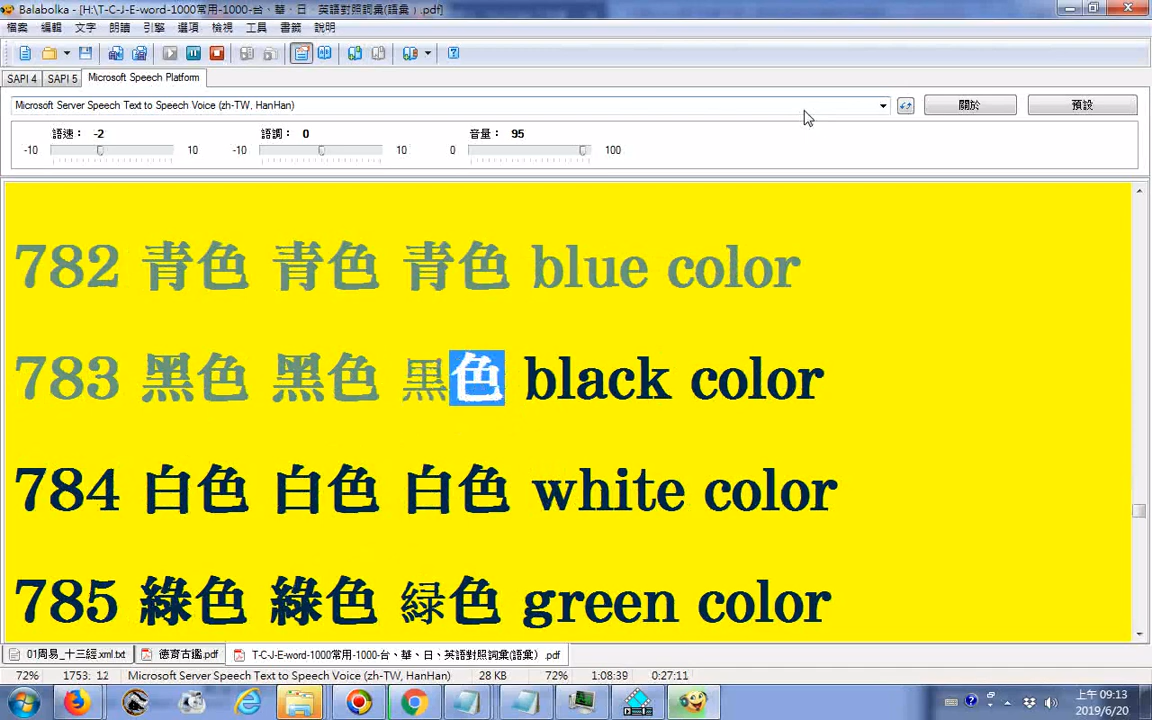 Balabolka - [H:\T-C-J-E-word-1000常用-1000-台、華、日、英語對照詞彙(語彙).pdf]
檔案 編輯 文字 朗讀 引擎 選項 檢視 工具 書籤 說明
SAPI 4 SAPI 5 Microsoft Speech Platform
Microsoft Server Speech Text to Speech Voice (zh-TW, HanHan) 關於 預設
語速： -2 語調： 0 音量： 95
-10 10 -10 10 0 100
782 青色 青色 青色 blue color
783 黑色 黑色 黒色 black color
784 白色 白色 白色 white color
785 綠色 綠色 緑色 green color
01周易_十三經.xml.txt 德育古鑑.pdf T-C-J-E-word-1000常用-1000-台、華、日、英語對照詞彙(語彙）.pdf
72% 1753: 12 Microsoft Server Speech Text to Speech Voice (zh-TW, HanHan) 28 KB 72% 1:08:39 0:27:11
上午 09:13
2019/6/20